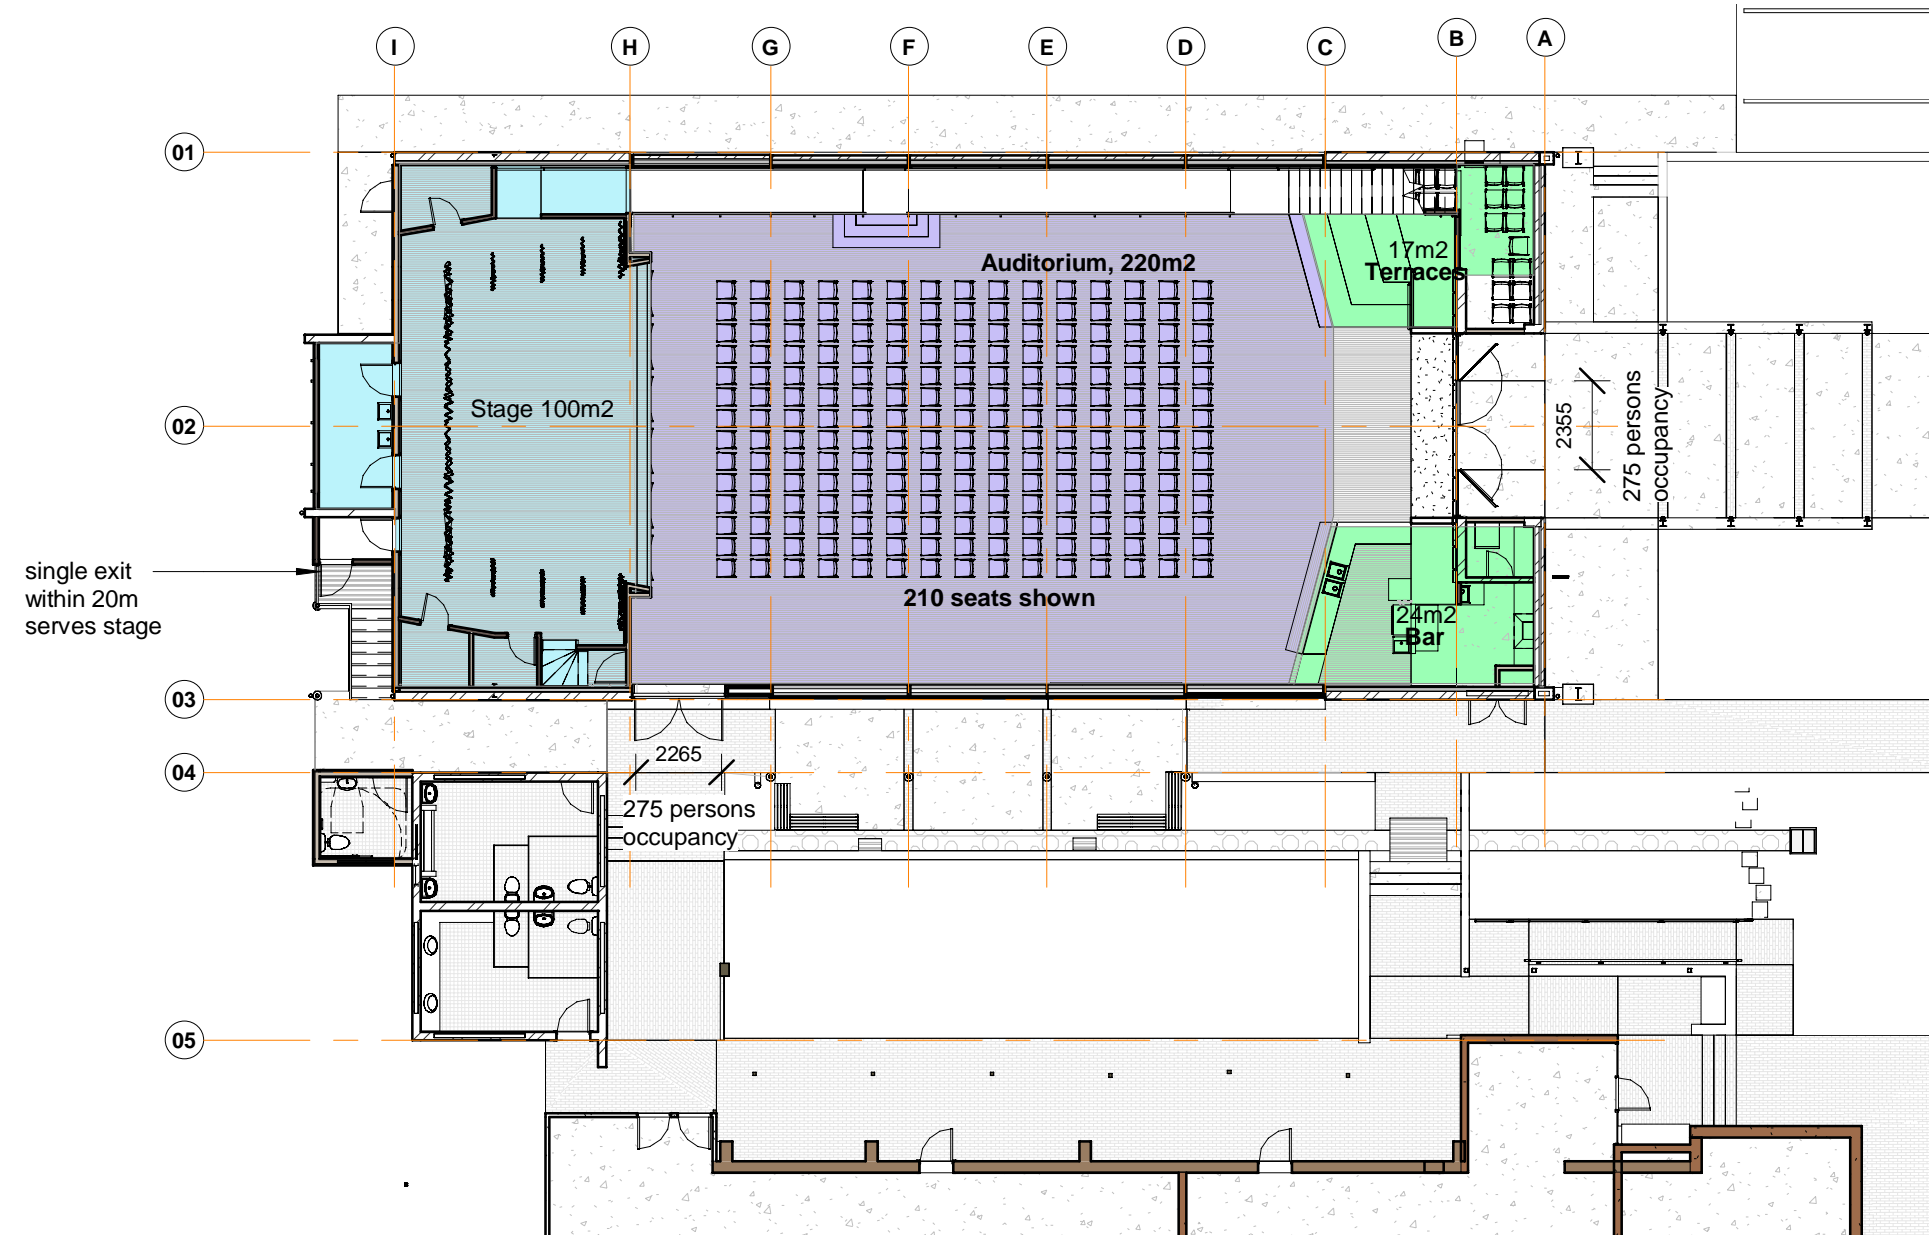 I
H
G
F
E
D
C
B
A
01
02
03
04
05
Auditorium, 220m2
17m2
Terraces
Stage 100m2
2355
275 persons
occupancy
single exit
within 20m
serves stage
210 seats shown
24m2
Bar
2265
275 persons
occupancy